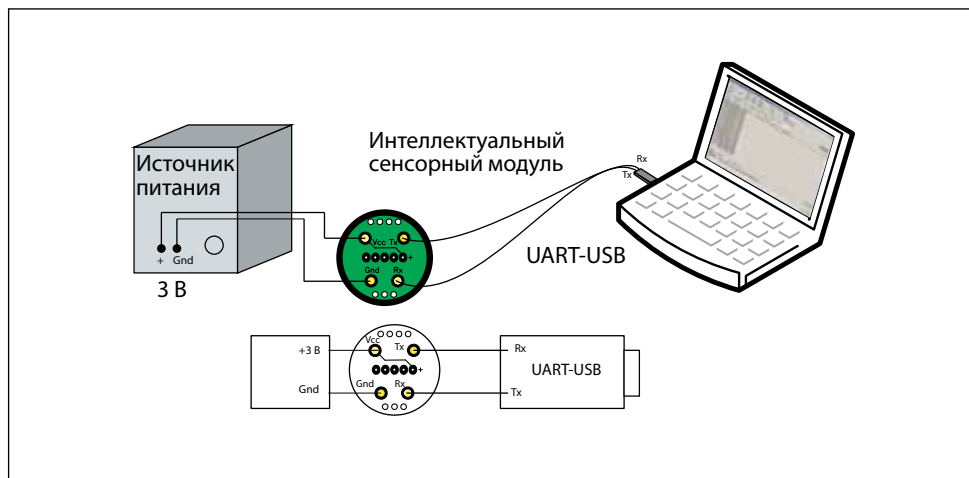 Интеллектуальный
сенсорный модуль
Источник
питания
+ Gnd
3 В
Vcc Tx
+
Gnd Rx
Rx
Tx
UART-USB
+3 В
Gnd
Vcc
Tx
+
Gnd
Rx
Rx
Tx
UART-USB